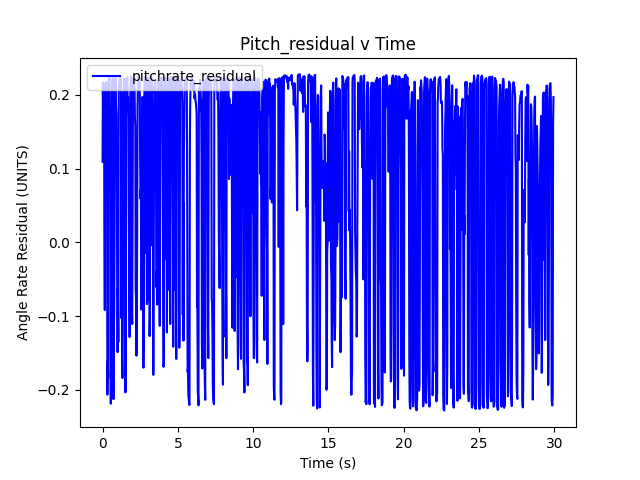 Pitch_residual v Time
pitchrate_residual
Angle Rate Residual (UNITS)
0.2
0.1
0.0
−0.1
−0.2
0 5 10 15 20 25 30
Time (s)